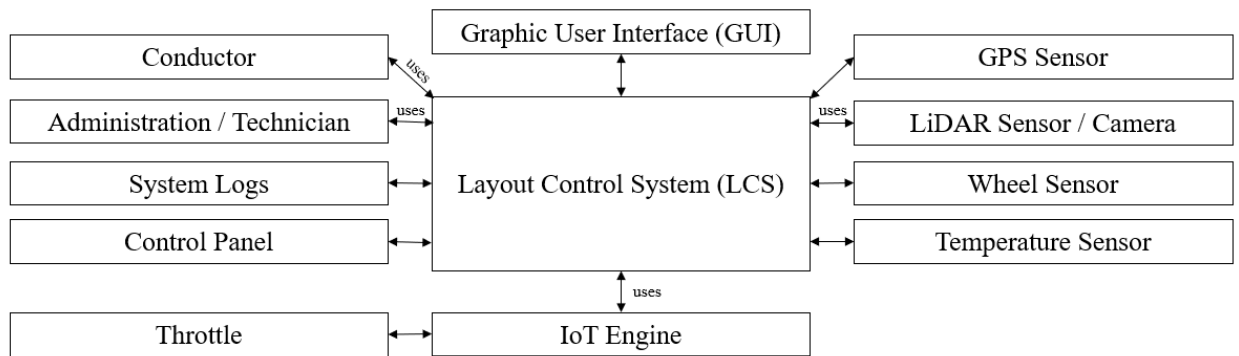 Graphic User Interface (GUI)
Conductor
uses
GPS Sensor
Administration / Technician
uses
uses
LiDAR Sensor / Camera
System Logs
Layout Control System (LCS)
Wheel Sensor
Control Panel
Temperature Sensor
uses
Throttle
IoT Engine